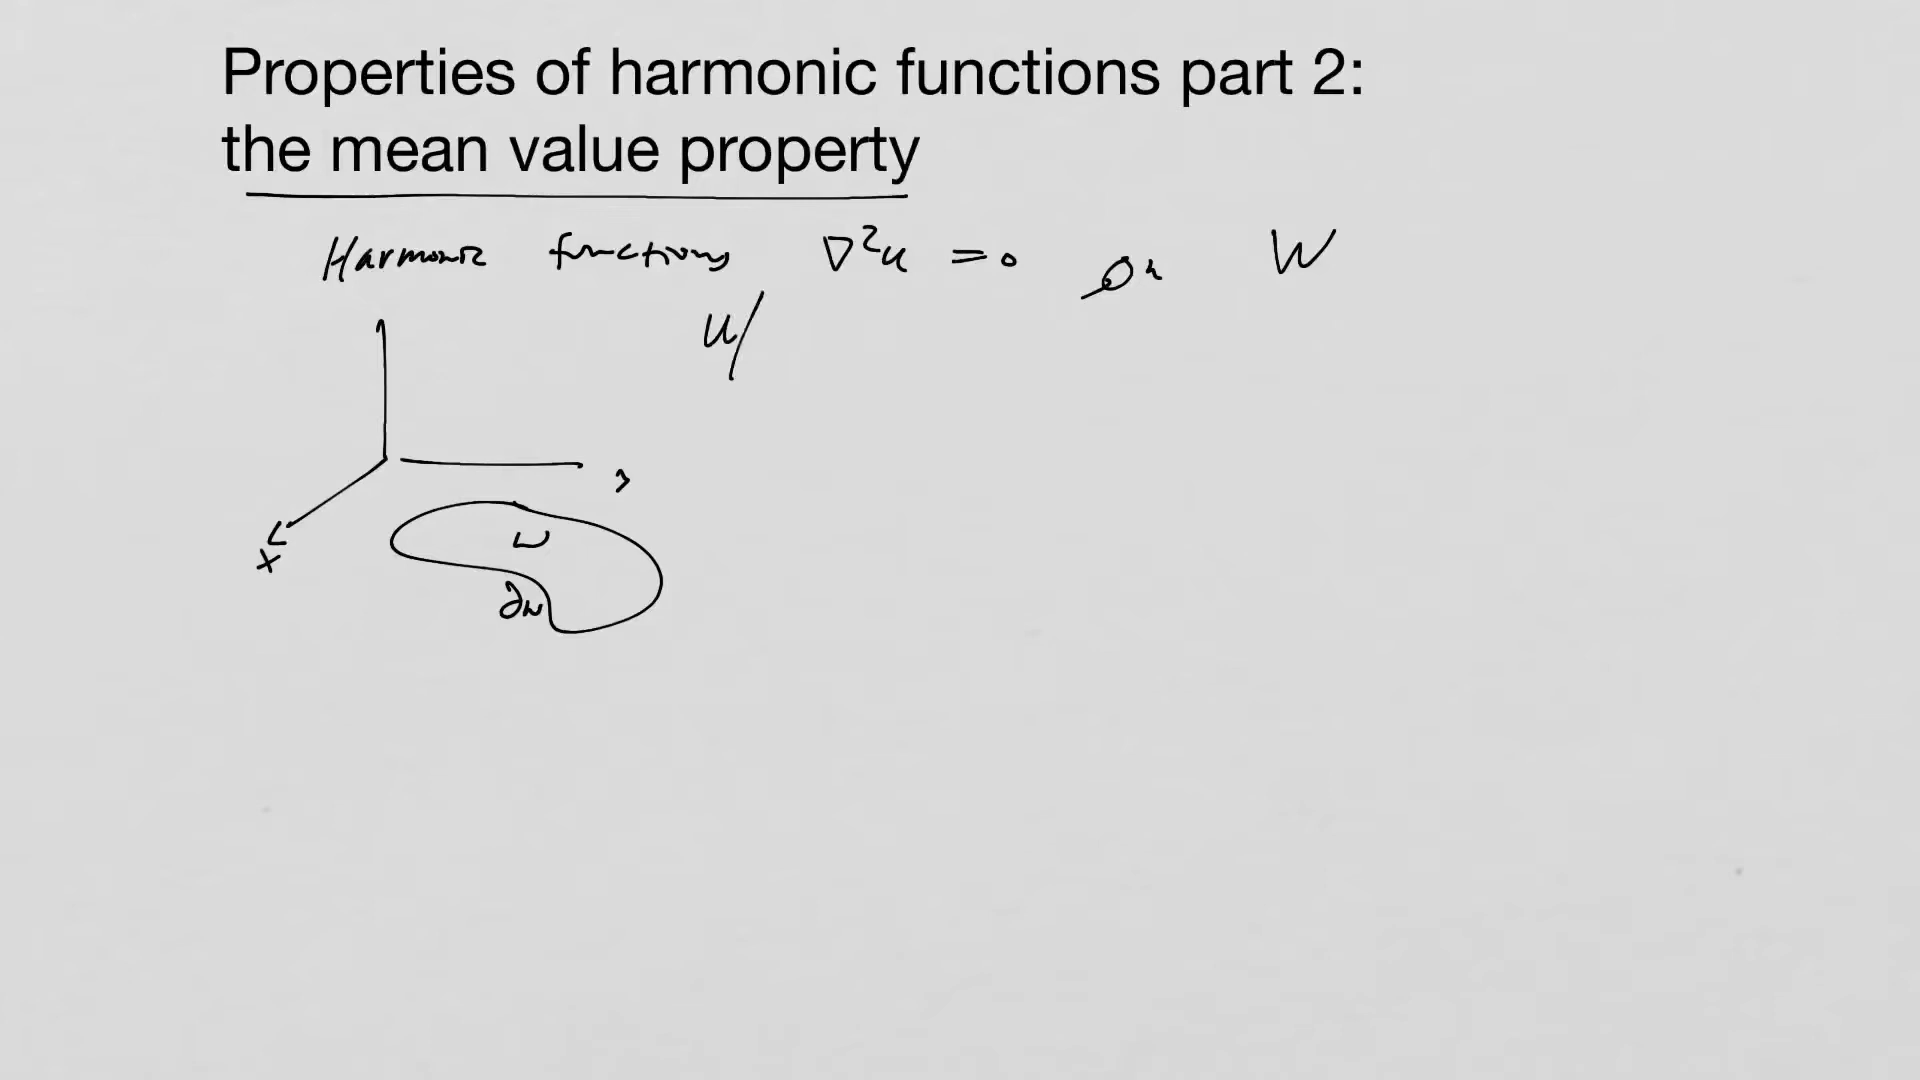 Properties of harmonic functions part 2:
the mean value property
Harmonic functions ∇²u = 0 on W
u/
x
w
∂w